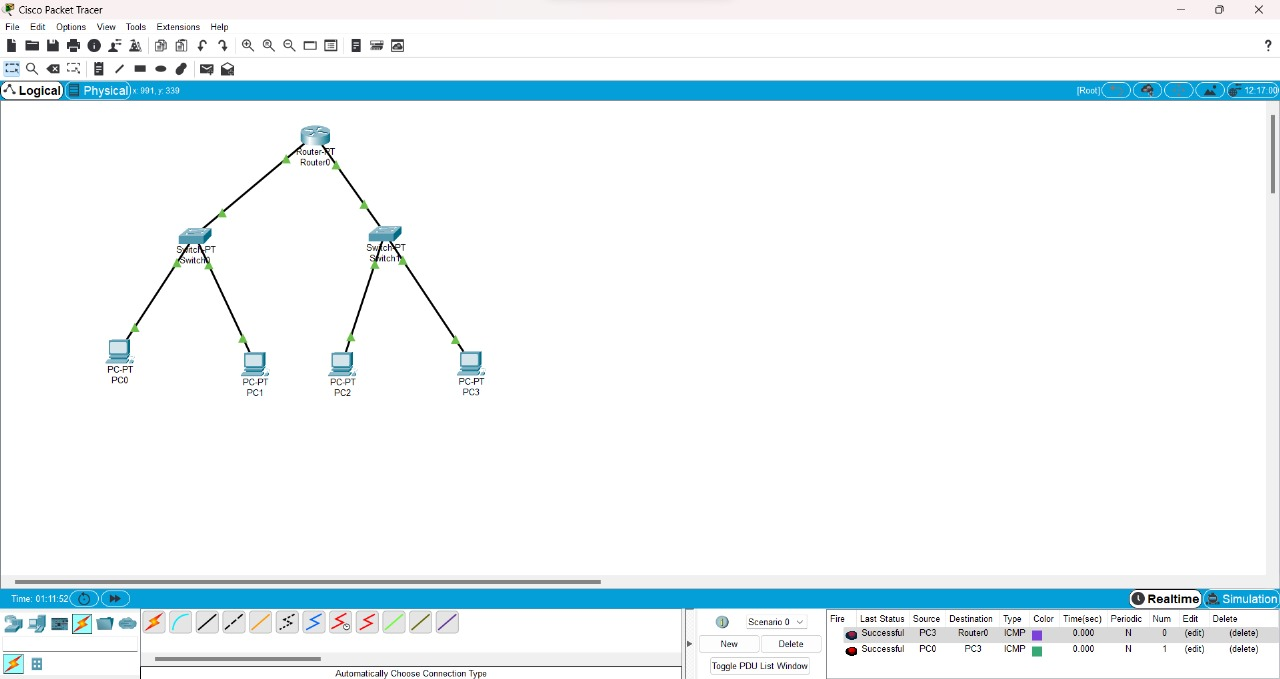 Cisco Packet Tracer
File Edit Options View Tools Extensions Help
?
Logical Physical x: 991, y: 339 [Root] 12:17:00
Router-PT
Router0
Switch-PT
Switch0
Switch-PT
Switch1
PC-PT
PC0
PC-PT
PC1
PC-PT
PC2
PC-PT
PC3
Time: 01:11:52 Realtime Simulation
Scenario 0
New Delete
Toggle PDU List Window
Fire Last Status Source Destination Type Color Time(sec) Periodic Num Edit Delete
Successful PC3 Router0 ICMP 0.000 N 0 (edit) (delete)
Successful PC0 PC3 ICMP 0.000 N 1 (edit) (delete)
Automatically Choose Connection Type